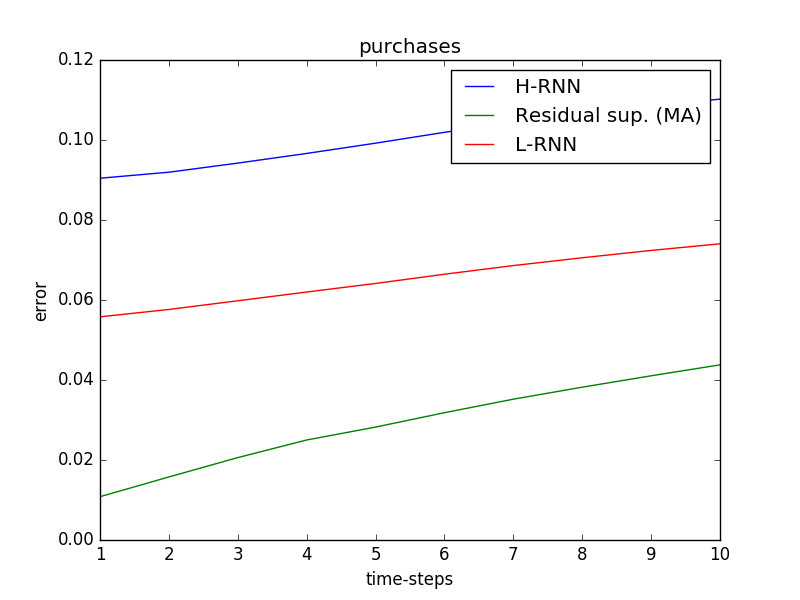 purchases
0.12
0.10
0.08
0.06
0.04
0.02
0.00
error
H-RNN
Residual sup. (MA)
L-RNN
1 2 3 4 5 6 7 8 9 10
time-steps